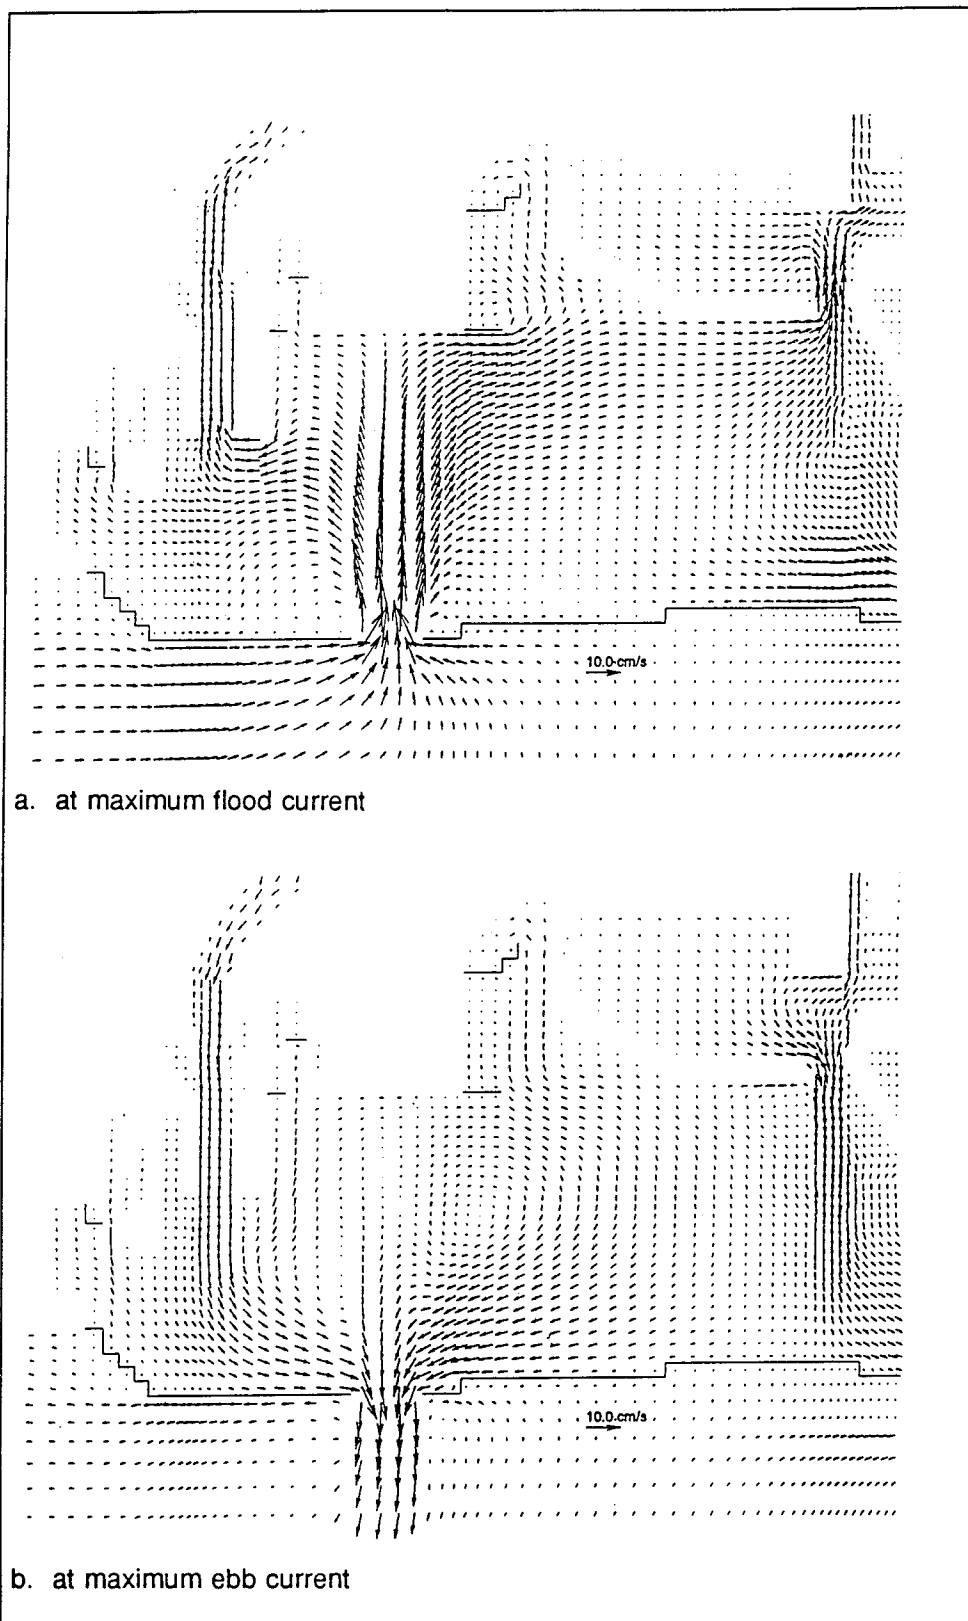 10.0 cm/s
a. at maximum flood current
10.0 cm/s
b. at maximum ebb current